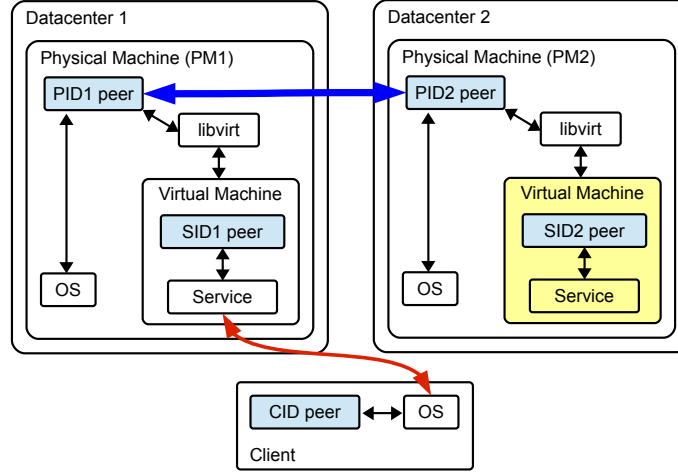 Datacenter 1
Physical Machine (PM1)
PID1 peer
libvirt
Virtual Machine
SID1 peer
OS
Service
Datacenter 2
Physical Machine (PM2)
PID2 peer
libvirt
Virtual Machine
SID2 peer
OS
Service
CID peer
OS
Client